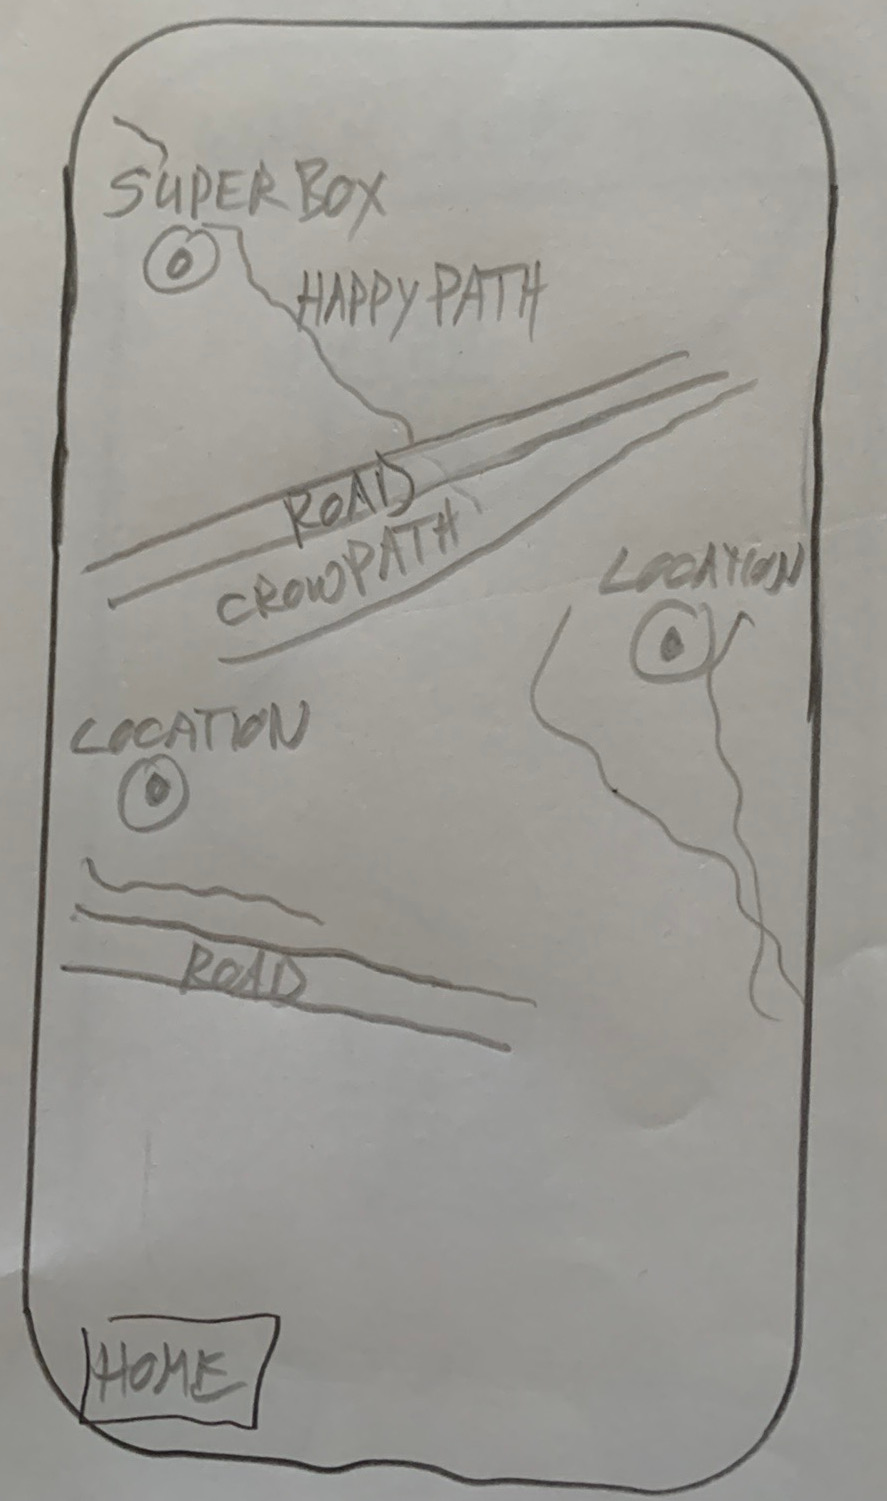 SUPER BOX
HAPPY PATH
ROAD
CROWPATH
LOCATION
LOCATION
ROAD
HOME